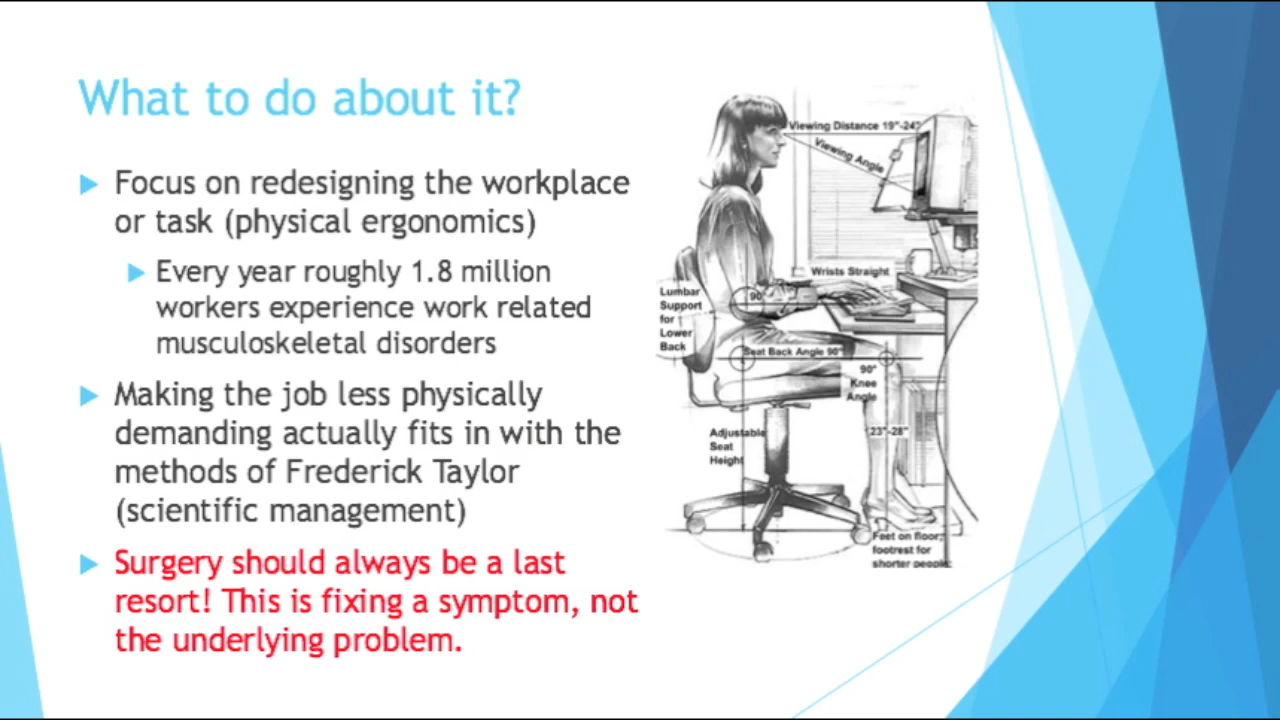 What to do about it?
Focus on redesigning the workplace
or task (physical ergonomics)
Every year roughly 1.8 million
workers experience work related
musculoskeletal disorders
Making the job less physically
demanding actually fits in with the
methods of Frederick Taylor
(scientific management)
Surgery should always be a last
resort! This is fixing a symptom, not
the underlying problem.
Viewing Distance 19"-24"
Viewing Angle
Wrists Straight
Lumbar
Support
for
Lower
Back
90
Seat Back Angle 90°
90°
Knee
Angle
Adjustable
Seat
Height
23"-28"
Feet on floor;
footrest for
shorter people